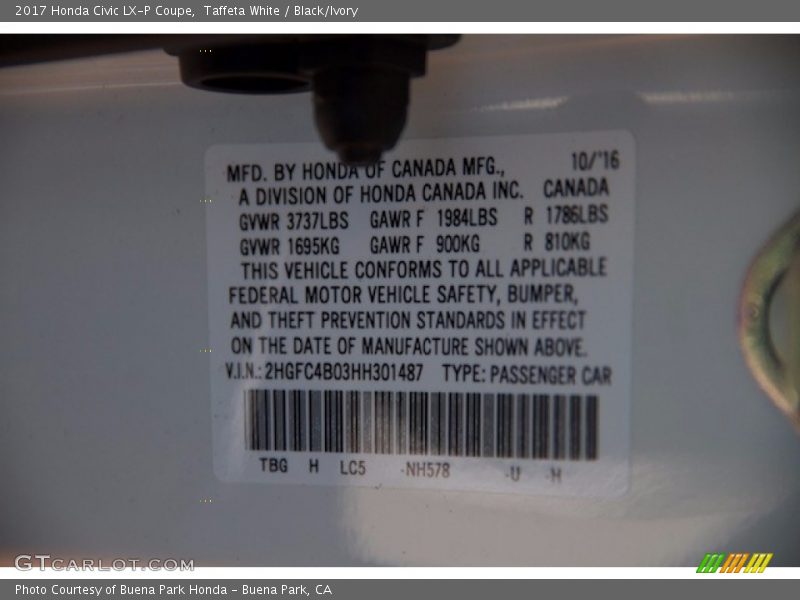 2017 Honda Civic LX-P Coupe,  Taffeta White / Black/Ivory
MFD. BY HONDA OF CANADA MFG., 10/'16
A DIVISION OF HONDA CANADA INC. CANADA
GVWR 3737LBS GAWR F 1984LBS R 1786LBS
GVWR 1695KG GAWR F 900KG R 810KG
THIS VEHICLE CONFORMS TO ALL APPLICABLE
FEDERAL MOTOR VEHICLE SAFETY, BUMPER,
AND THEFT PREVENTION STANDARDS IN EFFECT
ON THE DATE OF MANUFACTURE SHOWN ABOVE.
V.I.N.: 2HGFC4B03HH301487 TYPE: PASSENGER CAR
TBG H LC5 -NH578 -U -H
GTCARLOT.COM
Photo Courtesy of Buena Park Honda – Buena Park, CA